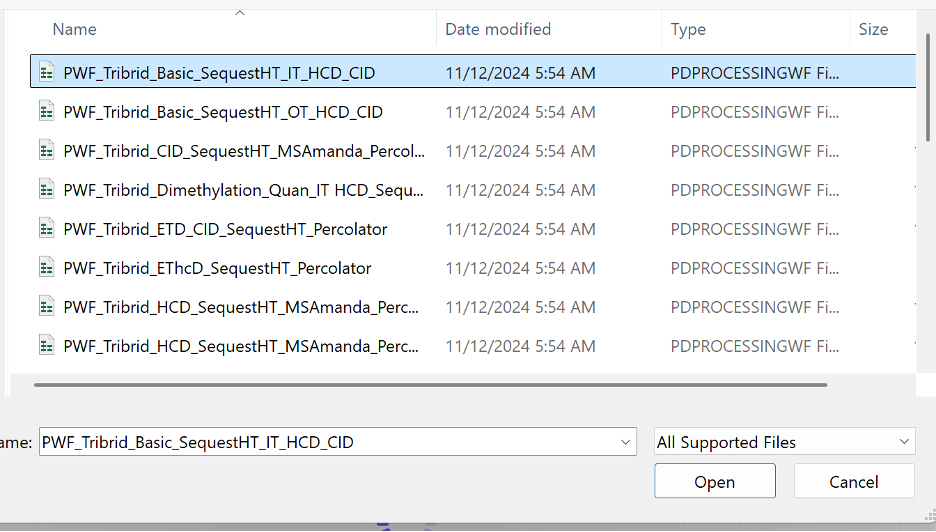 Name Date modified Type Size
PWF_Tribrid_Basic_SequestHT_IT_HCD_CID 11/12/2024 5:54 AM PDPROCESSINGWF Fi...
PWF_Tribrid_Basic_SequestHT_OT_HCD_CID 11/12/2024 5:54 AM PDPROCESSINGWF Fi...
PWF_Tribrid_CID_SequestHT_MSAmanda_Percol... 11/12/2024 5:54 AM PDPROCESSINGWF Fi...
PWF_Tribrid_Dimethylation_Quan_IT HCD_Sequ... 11/12/2024 5:54 AM PDPROCESSINGWF Fi...
PWF_Tribrid_ETD_CID_SequestHT_Percolator 11/12/2024 5:54 AM PDPROCESSINGWF Fi...
PWF_Tribrid_EThcD_SequestHT_Percolator 11/12/2024 5:54 AM PDPROCESSINGWF Fi...
PWF_Tribrid_HCD_SequestHT_MSAmanda_Perc... 11/12/2024 5:54 AM PDPROCESSINGWF Fi...
PWF_Tribrid_HCD_SequestHT_MSAmanda_Perc... 11/12/2024 5:54 AM PDPROCESSINGWF Fi...
ame: PWF_Tribrid_Basic_SequestHT_IT_HCD_CID All Supported Files
Open Cancel